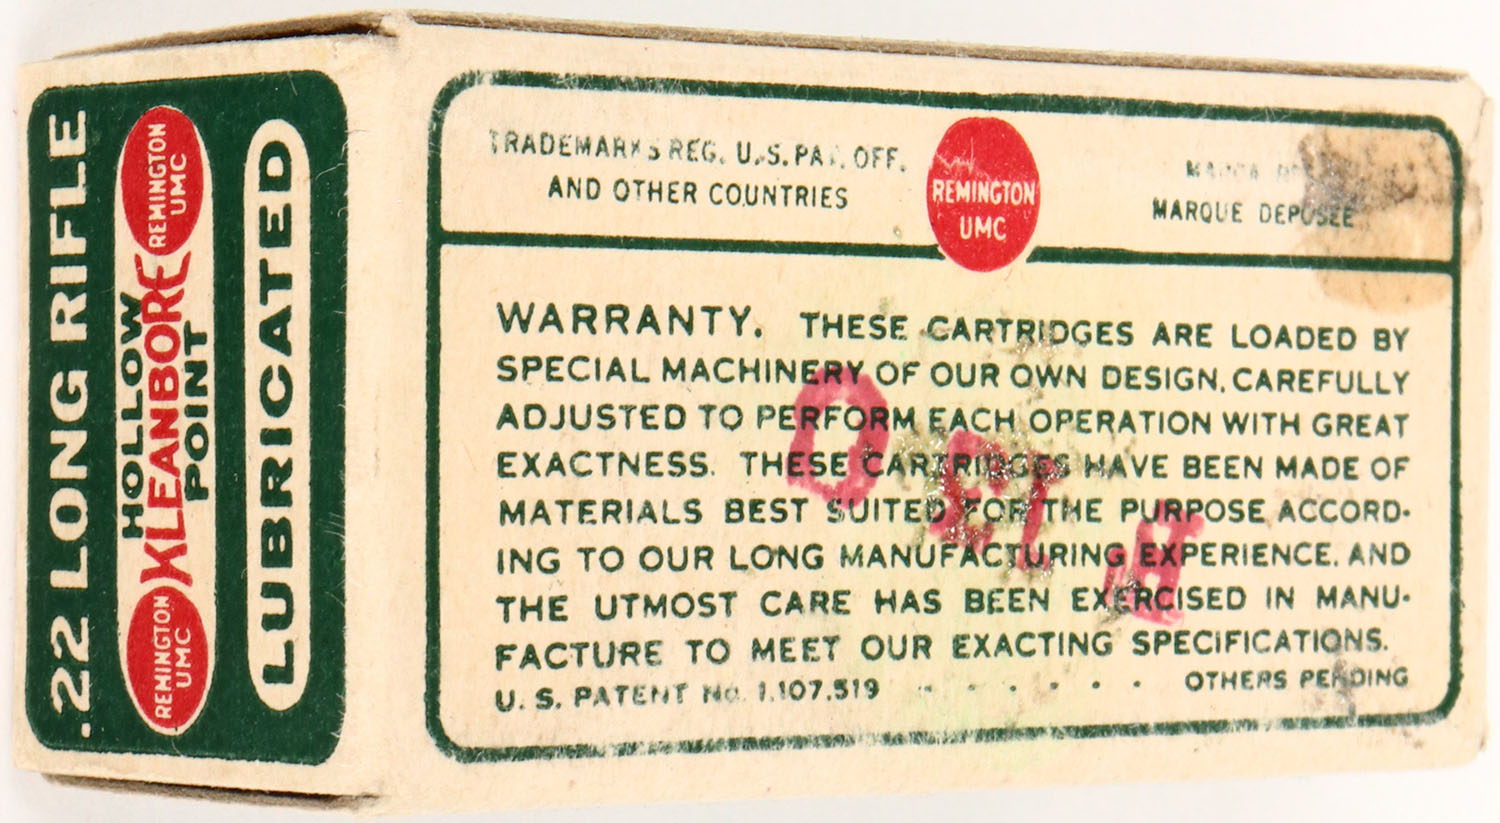 .22 LONG RIFLE
HOLLOW
REMINGTON
UMC
KLEANBORE
REMINGTON
UMC
POINT
LUBRICATED
TRADEMARKS REG. U.S. PAT. OFF.
AND OTHER COUNTRIES
REMINGTON
UMC
MARCA
MARQUE DEPOSEE
WARRANTY. THESE CARTRIDGES ARE LOADED BY
SPECIAL MACHINERY OF OUR OWN DESIGN, CAREFULLY
ADJUSTED TO PERFORM EACH OPERATION WITH GREAT
EXACTNESS. THESE CARTRIDGES HAVE BEEN MADE OF
MATERIALS BEST SUITED FOR THE PURPOSE ACCORD-
ING TO OUR LONG MANUFACTURING EXPERIENCE, AND
THE UTMOST CARE HAS BEEN EXERCISED IN MANU-
FACTURE TO MEET OUR EXACTING SPECIFICATIONS.
U. S. PATENT No. 1,107,519 - - - - - - OTHERS PENDING